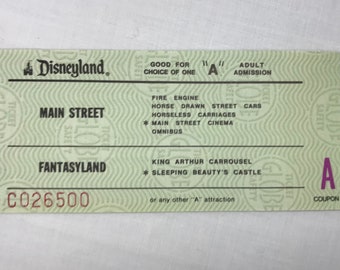 Disneyland®
GOOD FOR CHOICE OF ONE
"A"
ADULT ADMISSION
MAIN STREET
FIRE ENGINE
HORSE DRAWN STREET CARS
HORSELESS CARRIAGES
* MAIN STREET CINEMA
OMNIBUS
FANTASYLAND
KING ARTHUR CARROUSEL
* SLEEPING BEAUTY'S CASTLE
A
COUPON
C026500
or any other "A" attraction